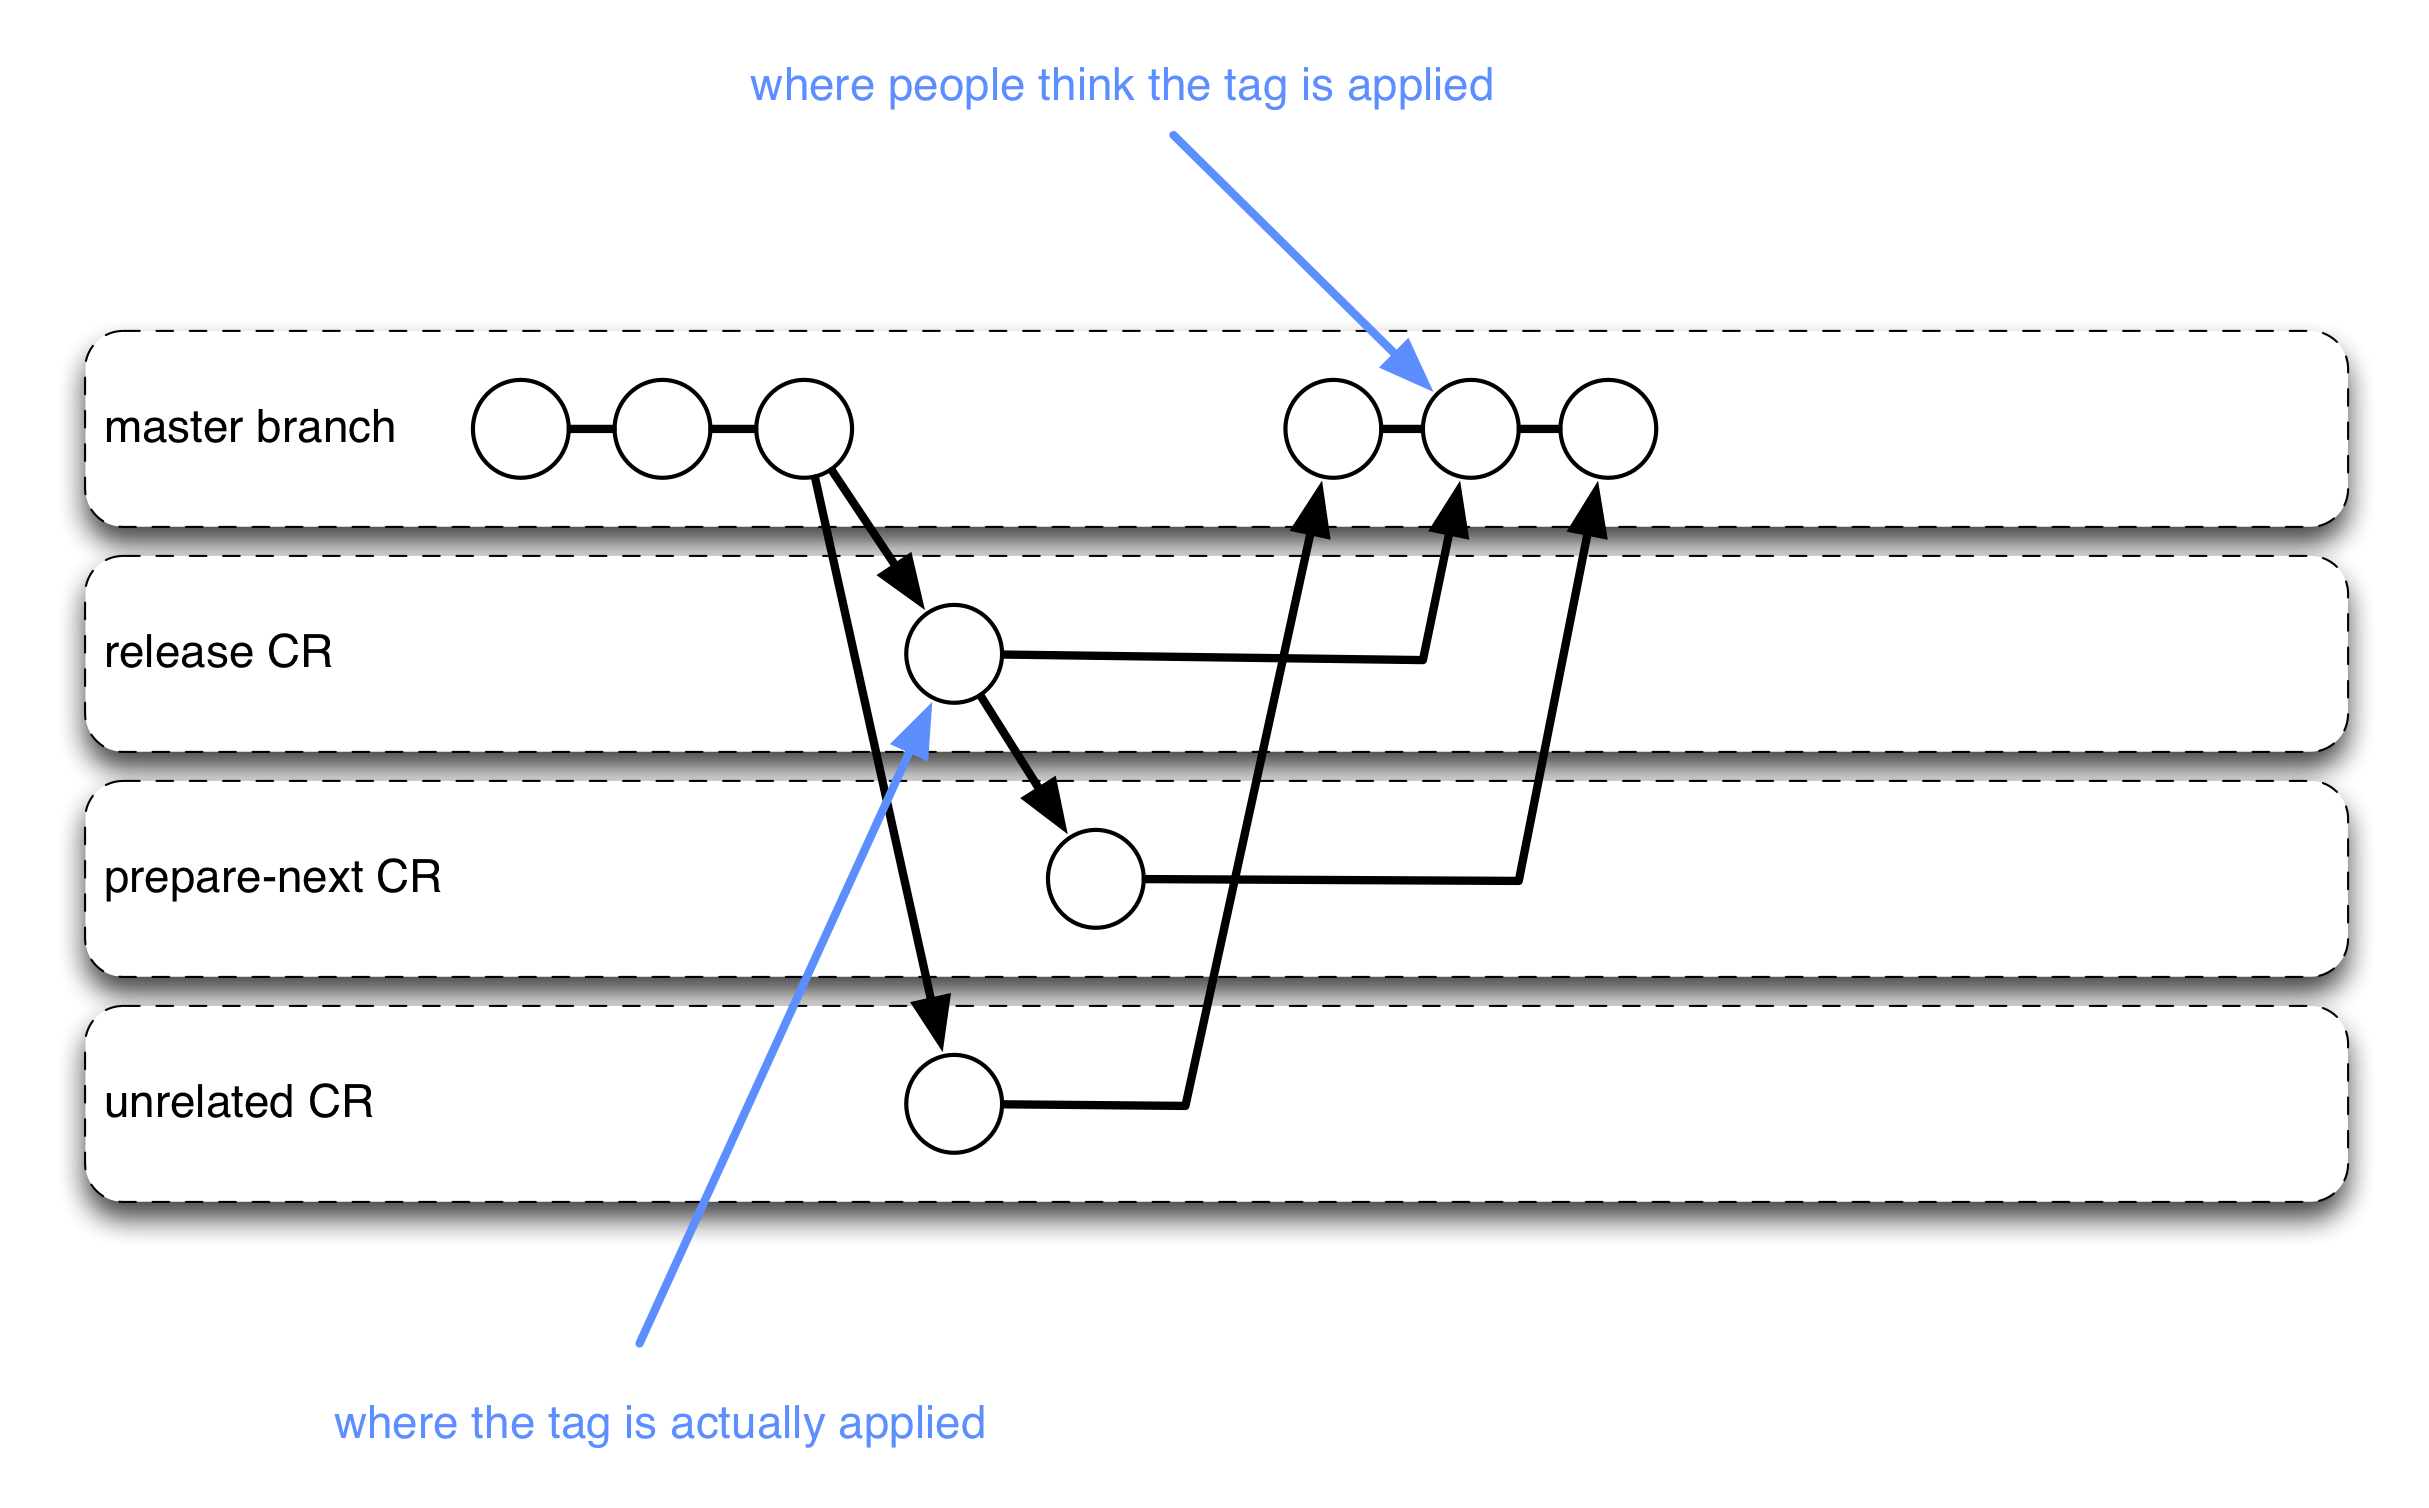 where people think the tag is applied
master branch
release CR
prepare-next CR
unrelated CR
where the tag is actually applied